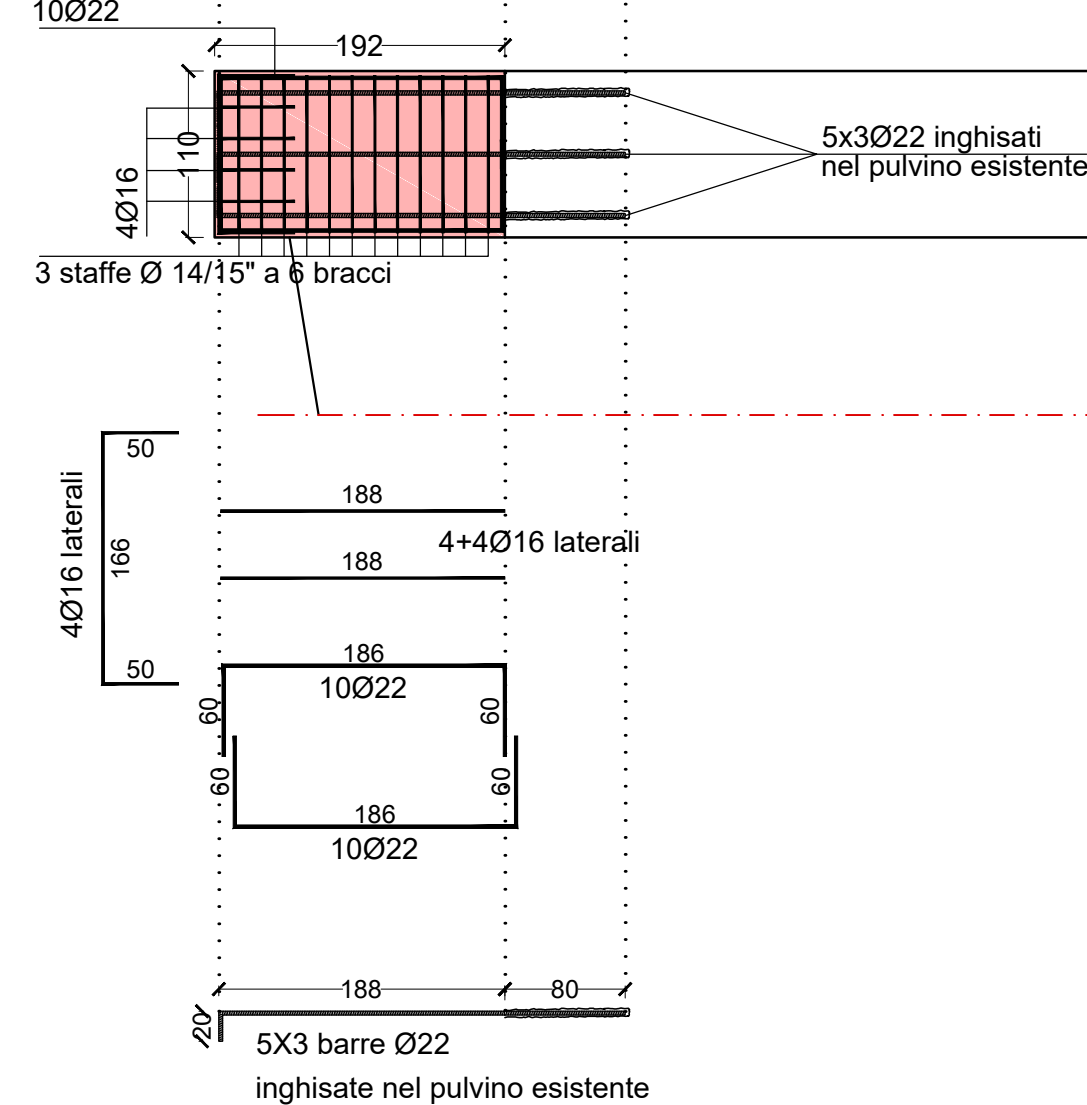 10Ø22
192
110
4Ø16
5x3Ø22 inghisati
nel pulvino esistente
3 staffe Ø 14/15" a 6 bracci
50
4Ø16 laterali
166
50
188
4+4Ø16 laterali
188
186
10Ø22
60
60
60
60
186
10Ø22
188
80
20
5X3 barre Ø22
inghisate nel pulvino esistente